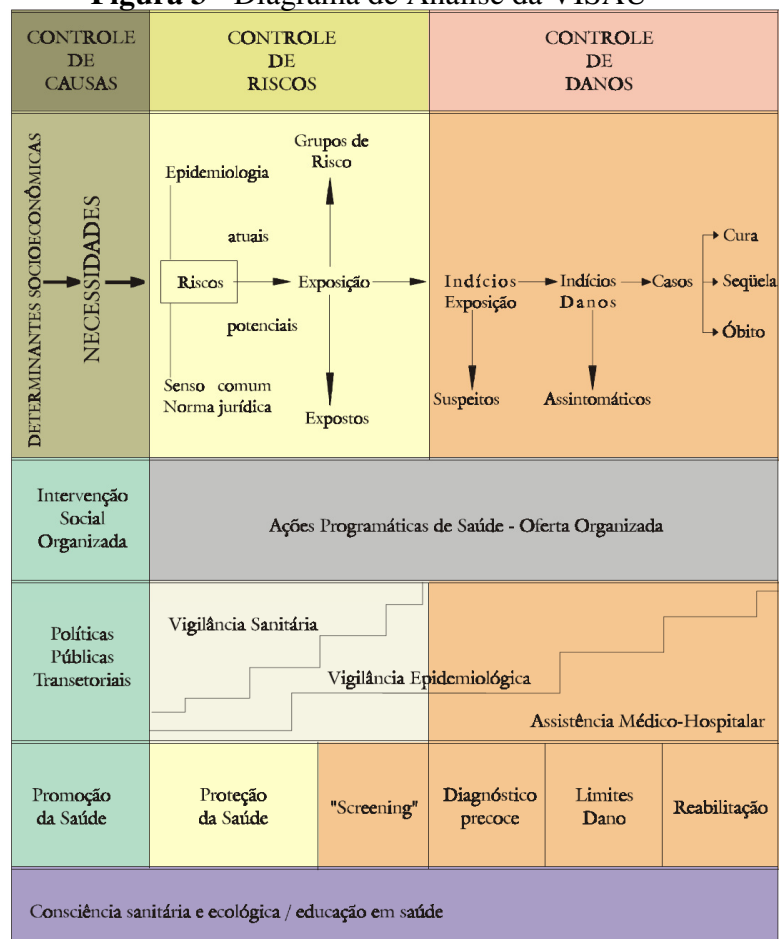 Figura 3 - Diagrama de Análise da VISAU
CONTROLE
DE
CAUSAS
CONTROLE
DE
RISCOS
CONTROLE
DE
DANOS
DETERMINANTES SOCIOECONÔMICAS
NECESSIDADES
Epidemiologia
Grupos de
Risco
atuais
Riscos
Exposição
potenciais
Senso comum
Norma jurídica
Expostos
Indícios
Exposição
Indícios
Danos
Casos
Cura
Seqüela
Óbito
Suspeitos
Assintomáticos
Intervenção
Social
Organizada
Ações Programáticas de Saúde - Oferta Organizada
Políticas
Públicas
Transetoriais
Vigilância Sanitária
Vigilância Epidemiológica
Assistência Médico-Hospitalar
Promoção
da Saúde
Proteção
da Saúde
"Screening"
Diagnóstico
precoce
Limites
Dano
Reabilitação
Consciência sanitária e ecológica / educação em saúde